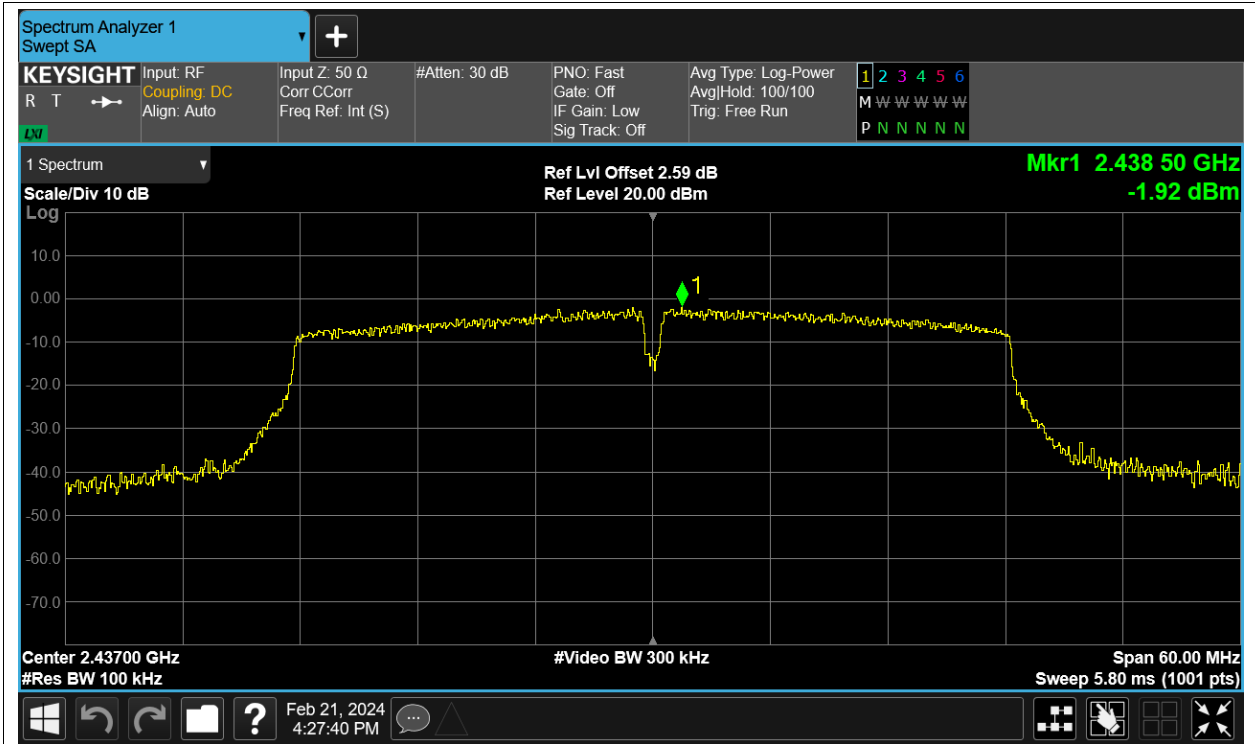 Spectrum Analyzer 1
Swept SA
KEYSIGHT
R T
LXI
Input: RF
Coupling: DC
Align: Auto
Input Z: 50 Ω
Corr CCorr
Freq Ref: Int (S)
#Atten: 30 dB
PNO: Fast
Gate: Off
IF Gain: Low
Sig Track: Off
Avg Type: Log-Power
Avg|Hold: 100/100
Trig: Free Run
1 2 3 4 5 6
M W W W W W
P N N N N N
1 Spectrum
Scale/Div 10 dB
Log
Ref Lvl Offset 2.59 dB
Ref Level 20.00 dBm
Mkr1 2.438 50 GHz
-1.92 dBm
10.0
0.00
-10.0
-20.0
-30.0
-40.0
-50.0
-60.0
-70.0
1
Center 2.43700 GHz
#Res BW 100 kHz
#Video BW 300 kHz
Span 60.00 MHz
Sweep 5.80 ms (1001 pts)
?
Feb 21, 2024
4:27:40 PM